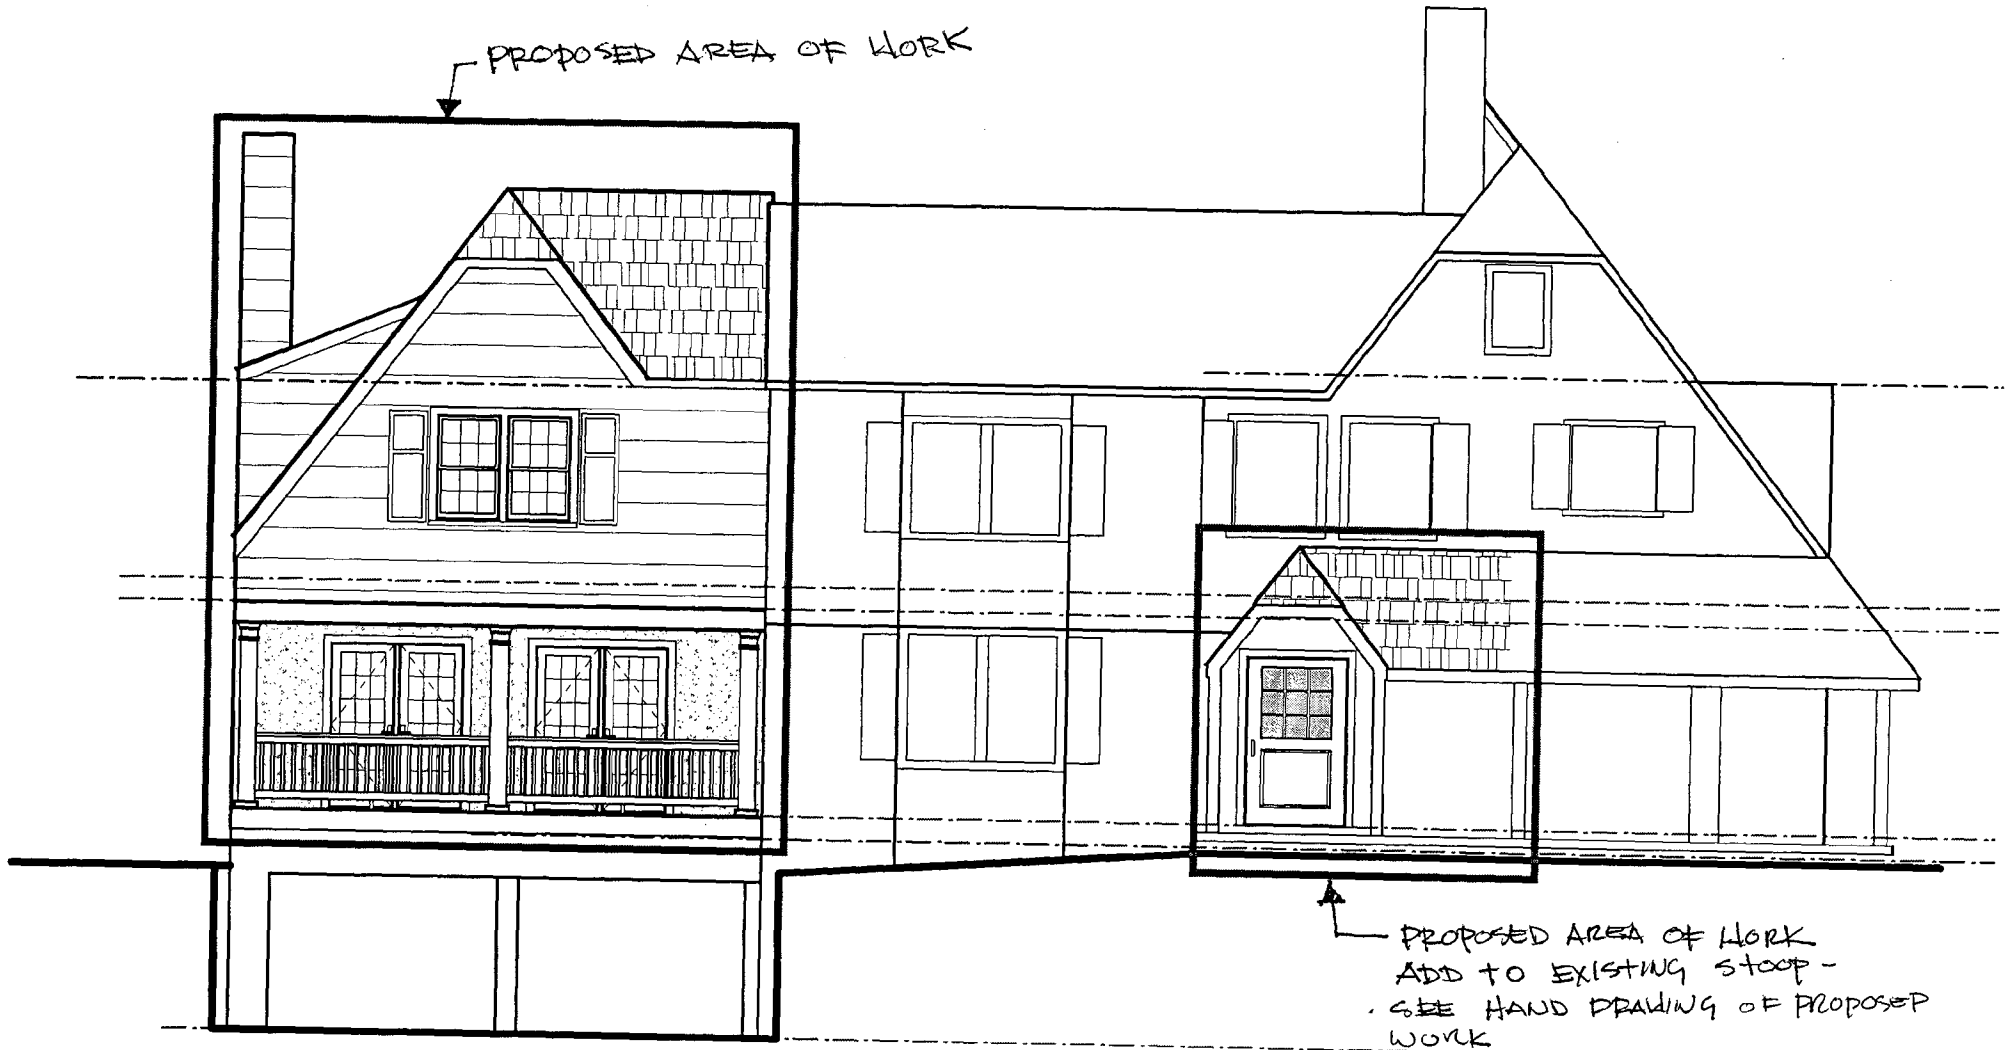 PROPOSED AREA OF WORK
PROPOSED AREA OF WORK
ADD TO EXISTING STOOP -
. SEE HAND DRAWING OF PROPOSED
WORK